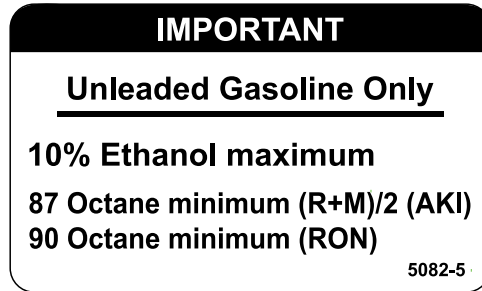 IMPORTANT
Unleaded Gasoline Only
10% Ethanol maximum
87 Octane minimum (R+M)/2 (AKI)
90 Octane minimum (RON)
5082-5